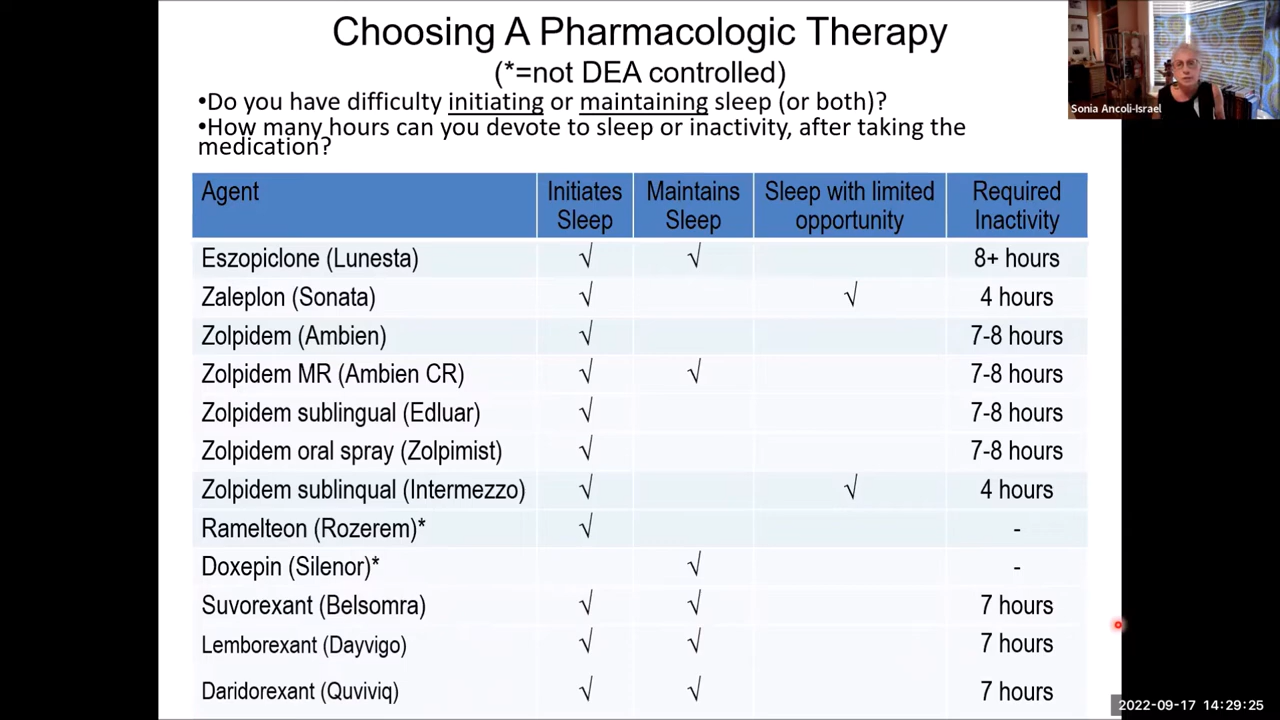 Choosing A Pharmacologic Therapy
(*=not DEA controlled)
•Do you have difficulty initiating or maintaining sleep (or both)?
•How many hours can you devote to sleep or inactivity, after taking the
medication?
Sonia Ancoli-Israel
Agent Initiates Sleep Maintains Sleep Sleep with limited opportunity Required Inactivity
Eszopiclone (Lunesta) √ √ 8+ hours
Zaleplon (Sonata) √ √ 4 hours
Zolpidem (Ambien) √ 7-8 hours
Zolpidem MR (Ambien CR) √ √ 7-8 hours
Zolpidem sublingual (Edluar) √ 7-8 hours
Zolpidem oral spray (Zolpimist) √ 7-8 hours
Zolpidem sublinqual (Intermezzo) √ √ 4 hours
Ramelteon (Rozerem)* √ -
Doxepin (Silenor)* √ -
Suvorexant (Belsomra) √ √ 7 hours
Lemborexant (Dayvigo) √ √ 7 hours
Daridorexant (Quviviq) √ √ 7 hours
2022-09-17 14:29:25